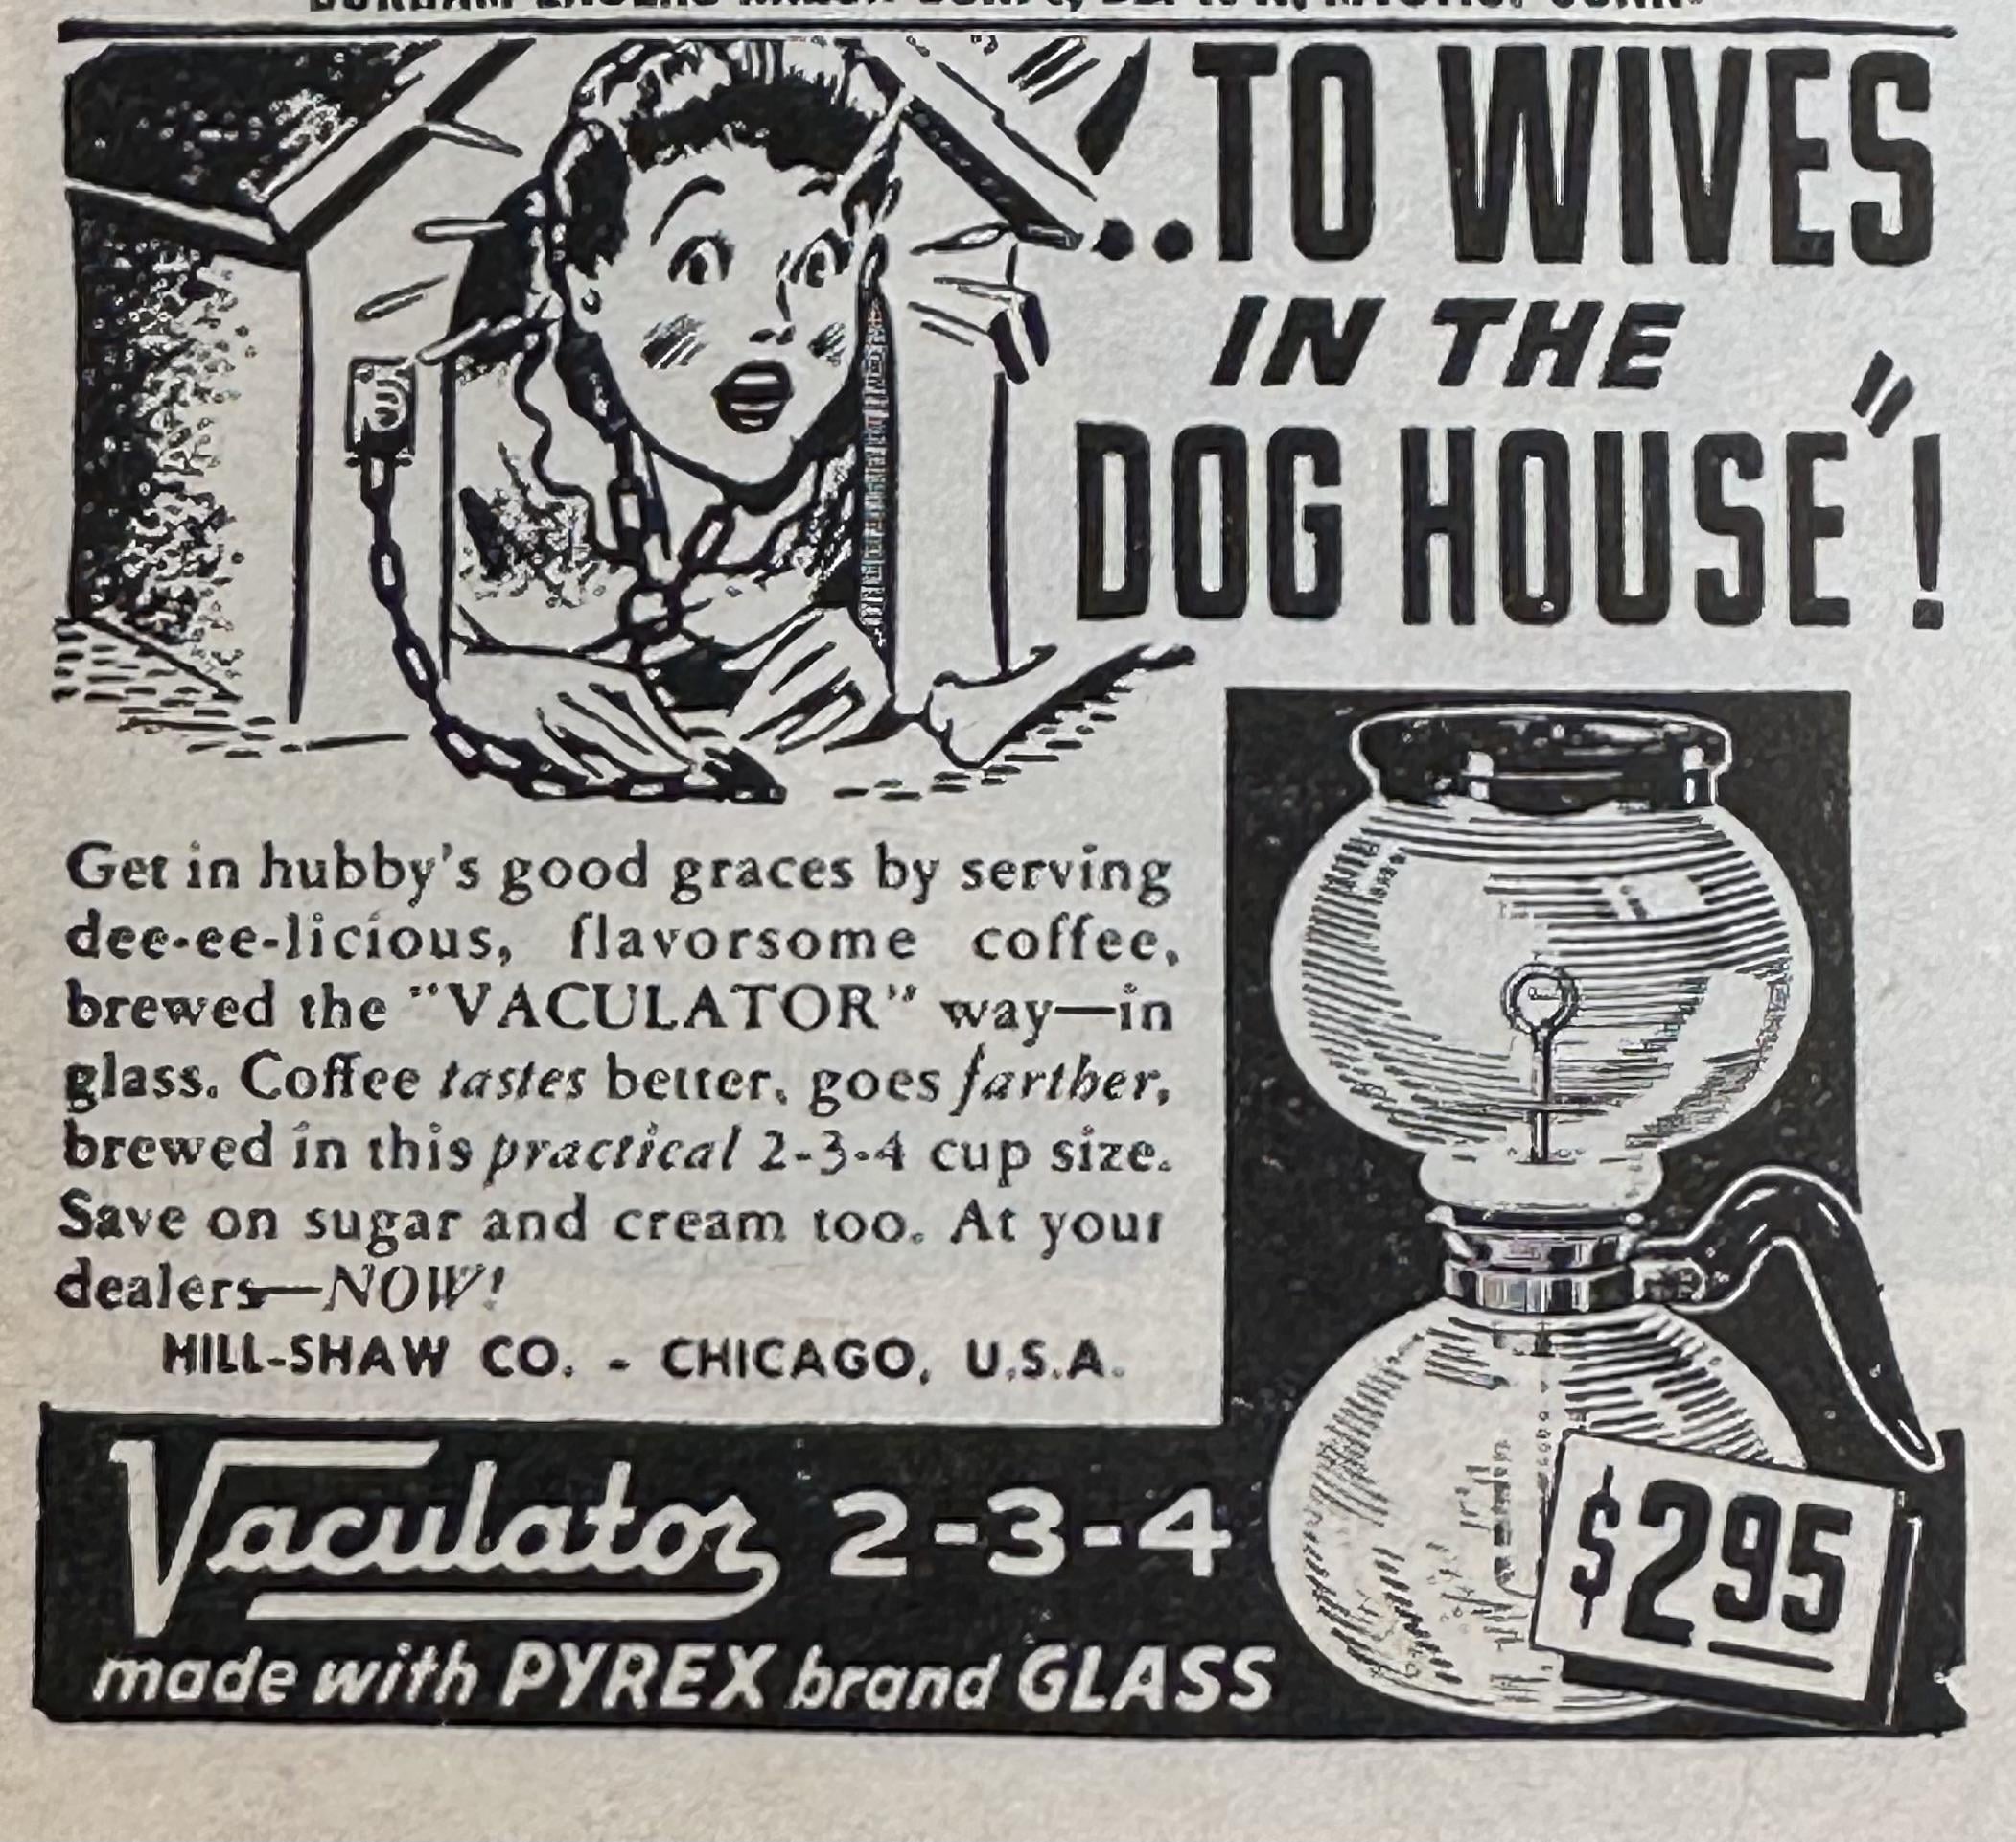 ..TO WIVES
IN THE
DOG HOUSE"!
Get in hubby's good graces by serving
dee-ee-licious, flavorsome coffee,
brewed the "VACULATOR" way—in
glass. Coffee tastes better, goes farther,
brewed in this practical 2-3-4 cup size.
Save on sugar and cream too. At your
dealers—NOW!
HILL-SHAW CO. - CHICAGO, U.S.A.
Vaculator 2-3-4
$295
made with PYREX brand GLASS